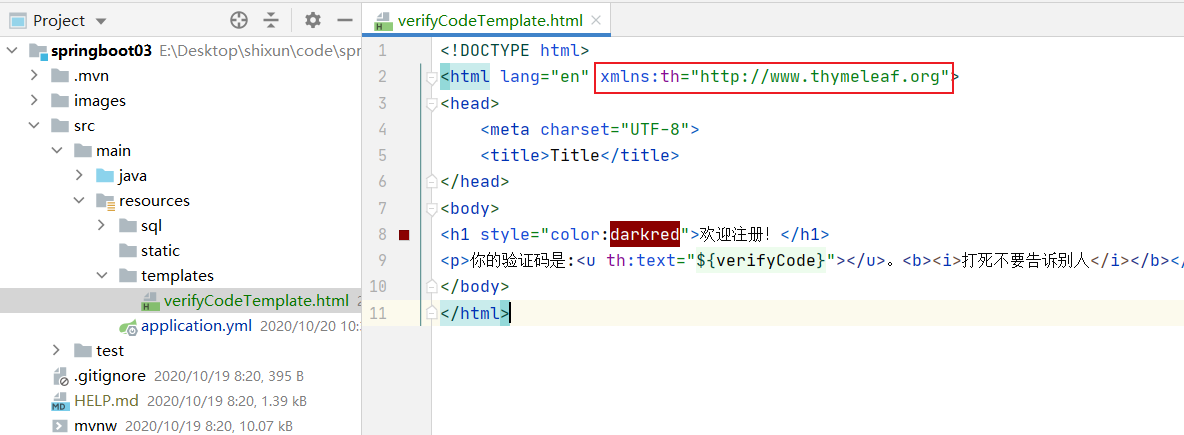 Project
springboot03 E:\Desktop\shixun\code\spr
.mvn
images
src
main
java
resources
sql
static
templates
verifyCodeTemplate.html
application.yml 2020/10/20 10:
test
.gitignore 2020/10/19 8:20, 395 B
HELP.md 2020/10/19 8:20, 1.39 kB
mvnw 2020/10/19 8:20, 10.07 kB
verifyCodeTemplate.html
1 <!DOCTYPE html>
2 <html lang="en" xmlns:th="http://www.thymeleaf.org">
3 <head>
4 <meta charset="UTF-8">
5 <title>Title</title>
6 </head>
7 <body>
8 <h1 style="color:darkred">欢迎注册！</h1>
9 <p>你的验证码是:<u th:text="${verifyCode}"></u>。<b><i>打死不要告诉别人</i></b></
10 </body>
11 </html>